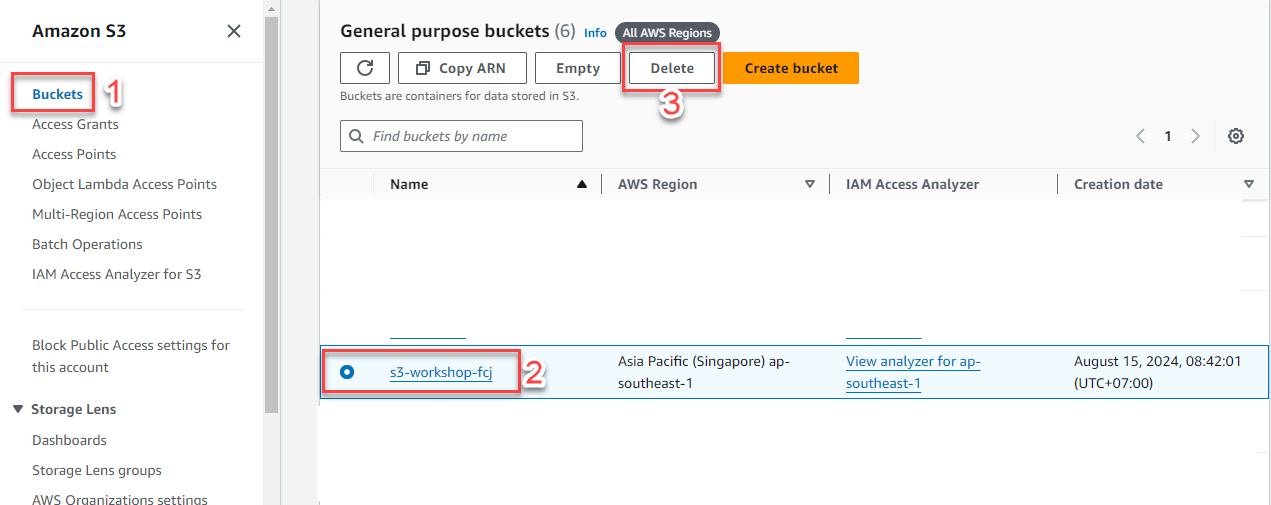 Amazon S3
Buckets 1
Access Grants
Access Points
Object Lambda Access Points
Multi-Region Access Points
Batch Operations
IAM Access Analyzer for S3
Block Public Access settings for
this account
Storage Lens
Dashboards
Storage Lens groups
AWS Organizations settings
General purpose buckets (6) Info All AWS Regions
Copy ARN Empty Delete Create bucket
3
Buckets are containers for data stored in S3.
Find buckets by name
1
Name AWS Region IAM Access Analyzer Creation date
s3-workshop-fcj 2 Asia Pacific (Singapore) ap-
southeast-1
View analyzer for ap-
southeast-1
August 15, 2024, 08:42:01
(UTC+07:00)